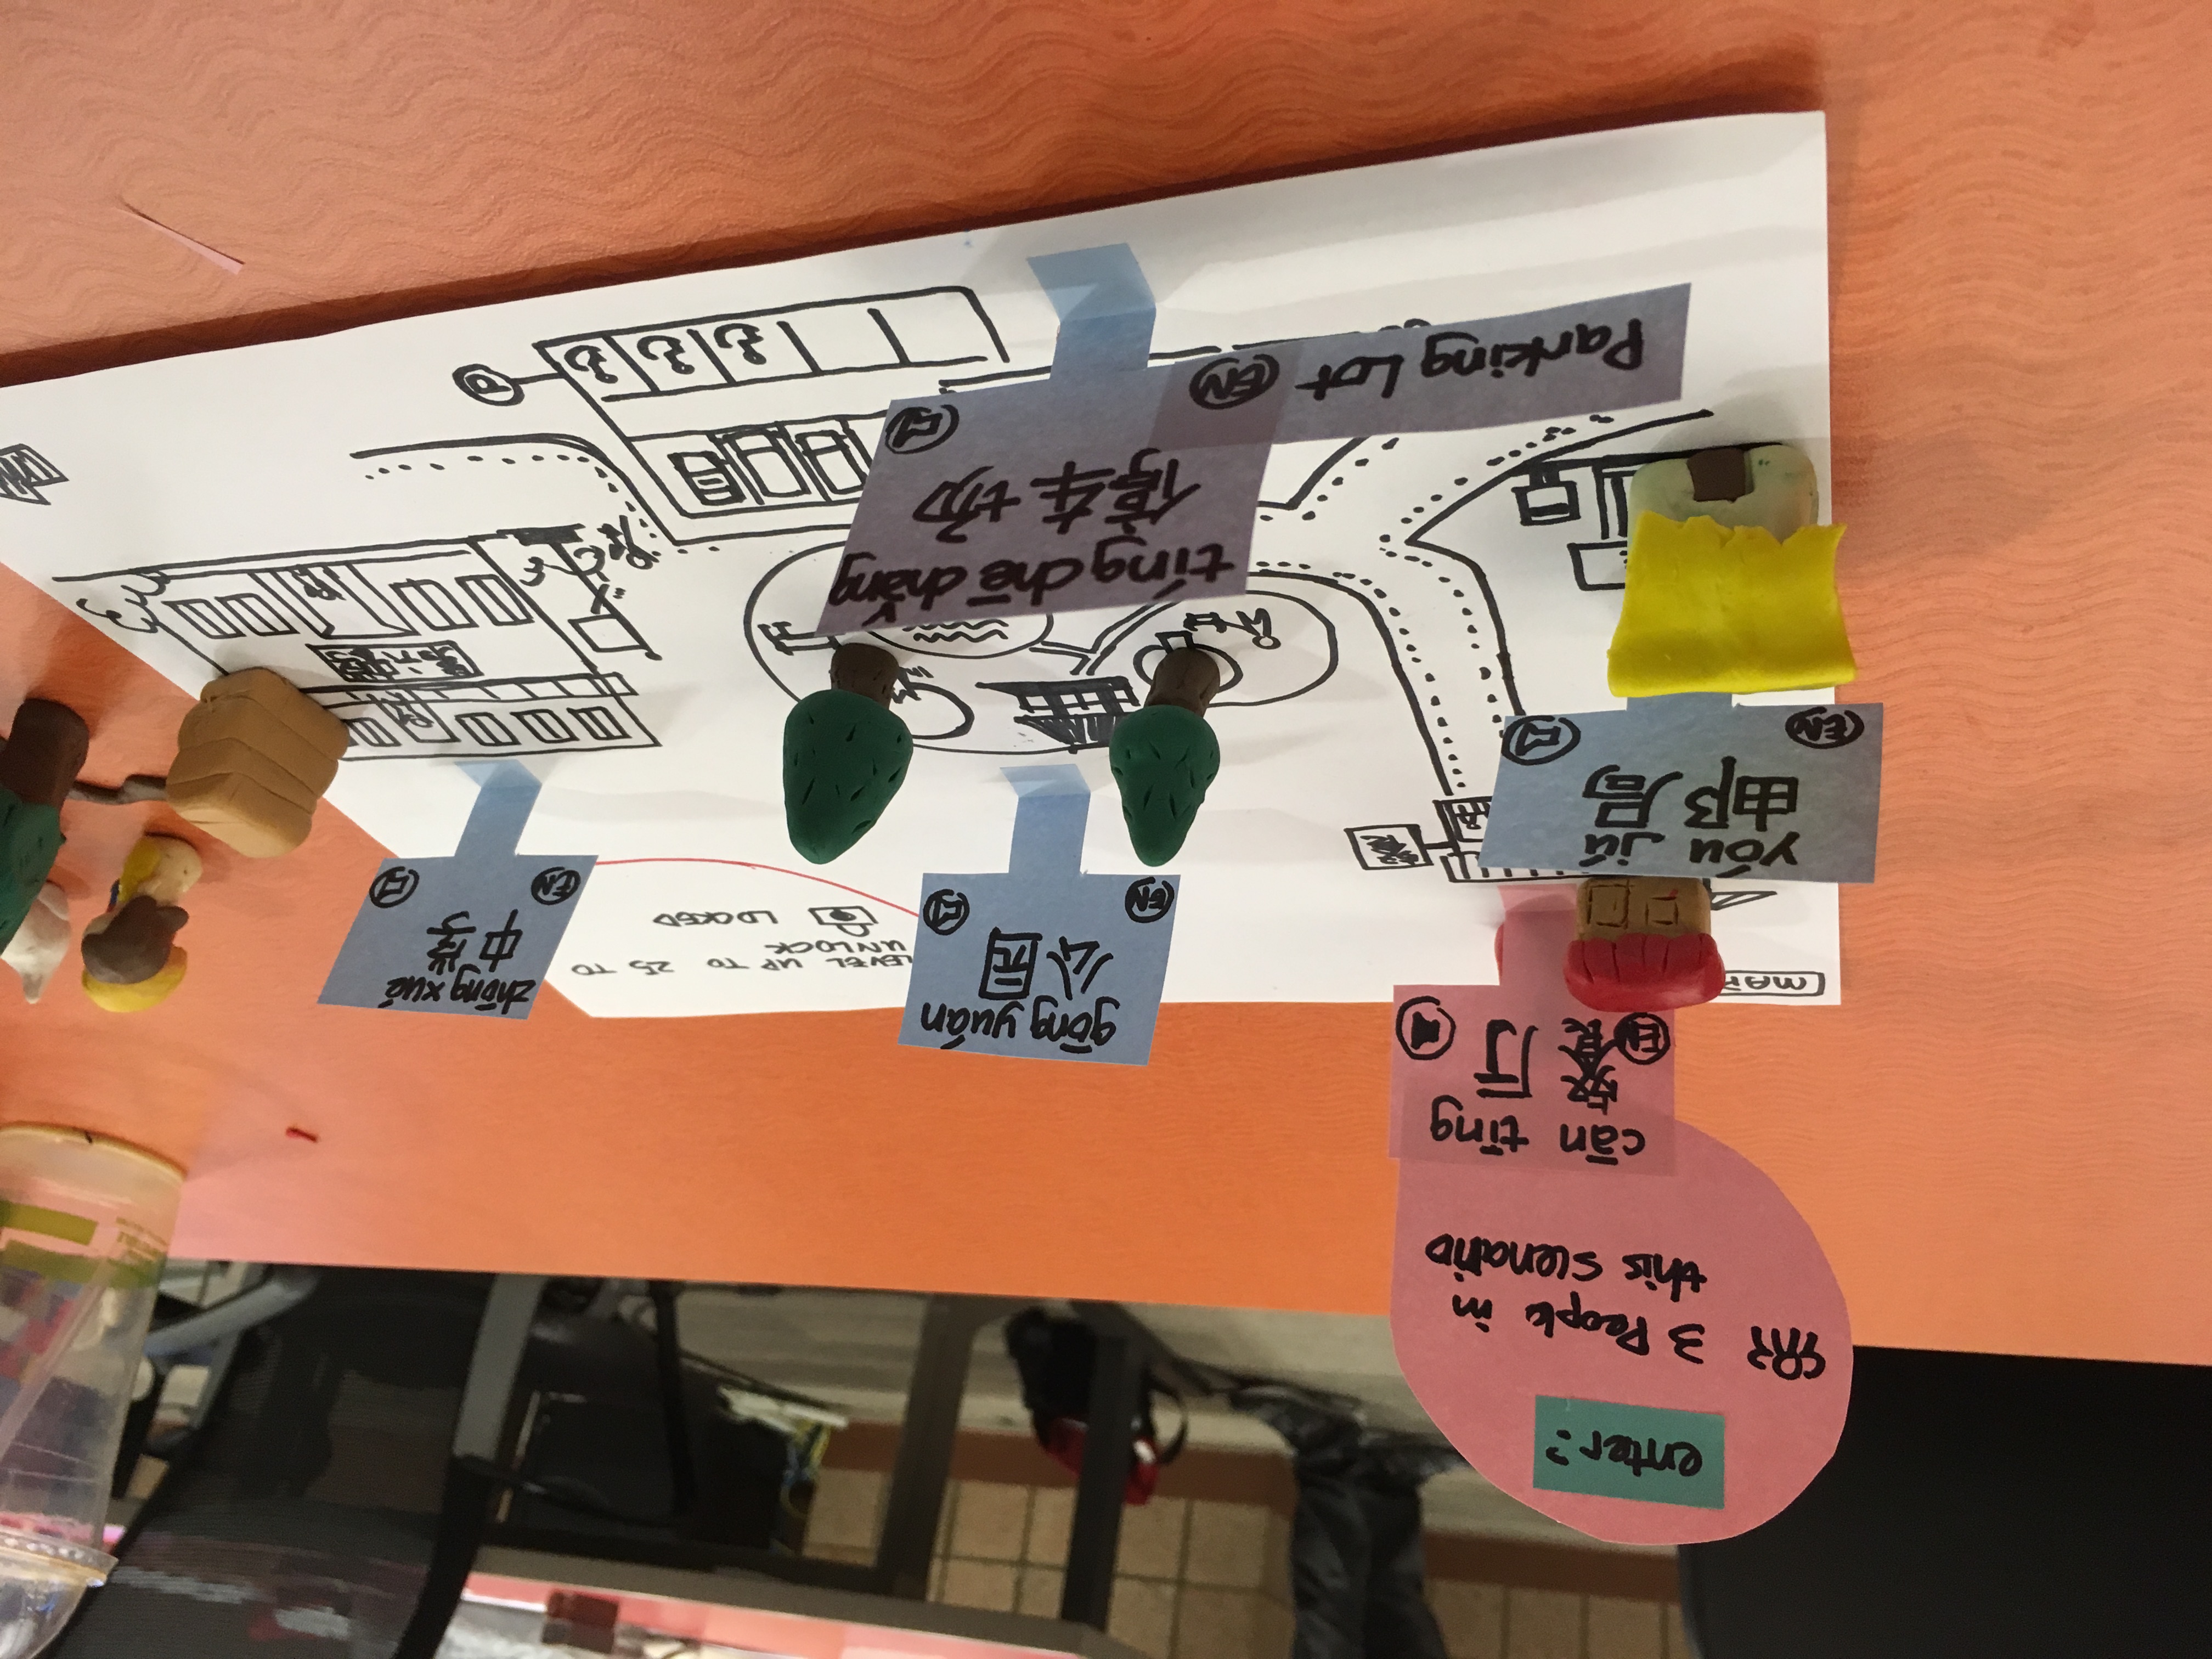 enter?
3 People in
this scenario
cān tīng
餐厅
EN
MAP
餐
gōng yuán
公园
EN
LEVEL UP TO 25 TO
UNLOCK
LOCKED
zhōng xué
中学
EN
yóu jú
邮局
EN
tíng chē chǎng
停车场
Parking Lot EN